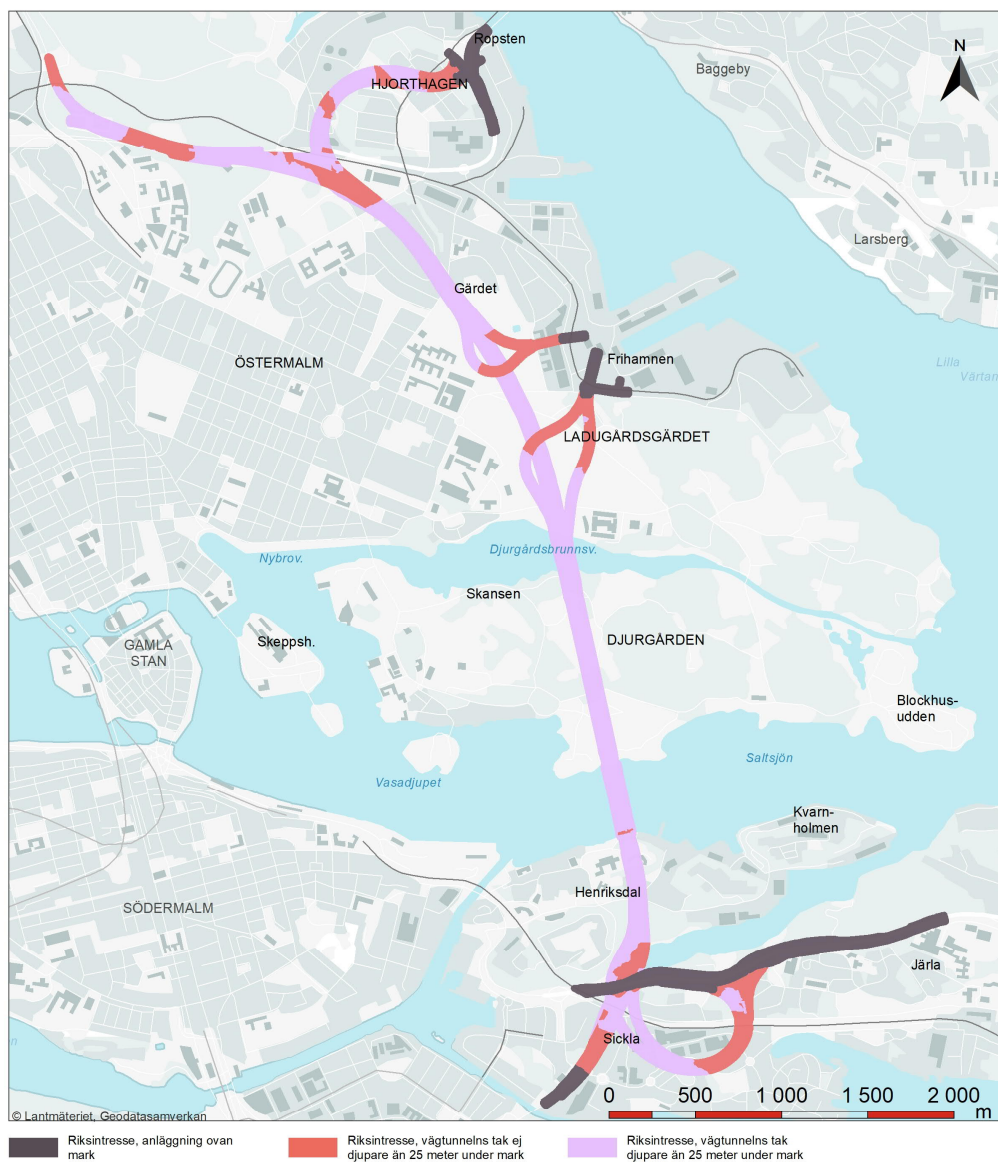 Ropsten
N
Baggeby
HJORTHAGEN
Larsberg
Gärdet
Frihamnen
ÖSTERMALM
Lilla
Värtan
LADUGÅRDSGÄRDET
Nybrov.
Djurgårdsbrunnsv.
Skansen
GAMLA
STAN
Skeppsh.
DJURGÅRDEN
Blockhus-
udden
Saltsjön
Vasadjupet
Kvarn-
holmen
Henriksdal
SÖDERMALM
Järla
Sickla
0 500 1 000 1 500 2 000
m
© Lantmäteriet, Geodatasamverkan
Riksintresse, anläggning ovan
mark
Riksintresse, vägtunnelns tak ej
djupare än 25 meter under mark
Riksintresse, vägtunnelns tak
djupare än 25 meter under mark